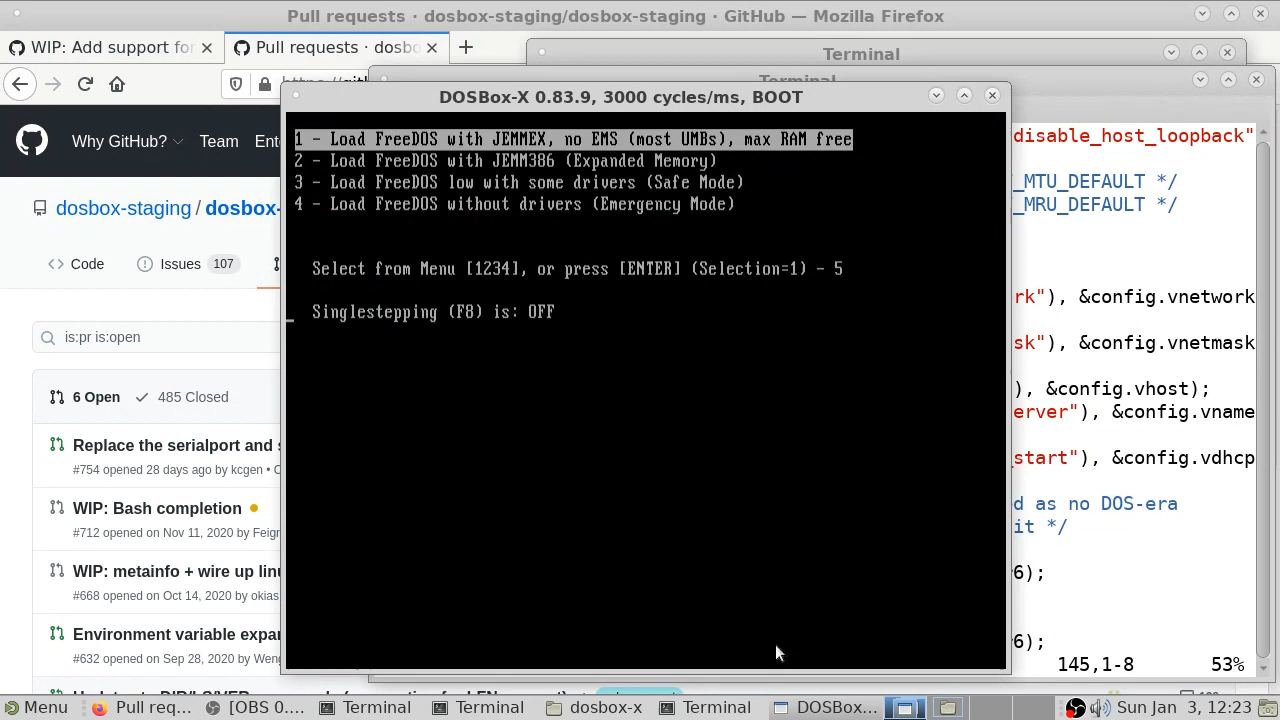 Pull requests · dosbox-staging/dosbox-staging · GitHub — Mozilla Firefox
WIP: Add support for
Pull requests · dosbo
Terminal
Terminal
DOSBox-X 0.83.9, 3000 cycles/ms, BOOT
Why GitHub?
Team
dosbox-staging / dosbox-
Code
Issues 107
is:pr is:open
6 Open
485 Closed
Replace the serialport and
#754 opened 28 days ago by kcgen •
WIP: Bash completion
#712 opened on Nov 11, 2020 by
WIP: metainfo + wire up
#668 opened on Oct 14, 2020 by okias
Environment variable
#632 opened on Sep 28, 2020 by
1 - Load FreeDOS with JEMMEX, no EMS (most UMBs), max RAM free
2 - Load FreeDOS with JEMM386 (Expanded Memory)
3 - Load FreeDOS low with some drivers (Safe Mode)
4 - Load FreeDOS without drivers (Emergency Mode)
Select from Menu [1234], or press [ENTER] (Selection=1) - 5
Singlestepping (F8) is: OFF
disable_host_loopback"
_MTU_DEFAULT */
_MRU_DEFAULT */
rk"), &config.vnetwork
sk"), &config.vnetmask
), &config.vhost);
erver"), &config.vname
_start"), &config.vdhcp
d as no DOS-era
it */
6);
6);
145,1-8 53%
Menu
Pull req...
[OBS 0....
Terminal
Terminal
dosbox-x
Terminal
DOSBox...
Sun Jan 3, 12:23